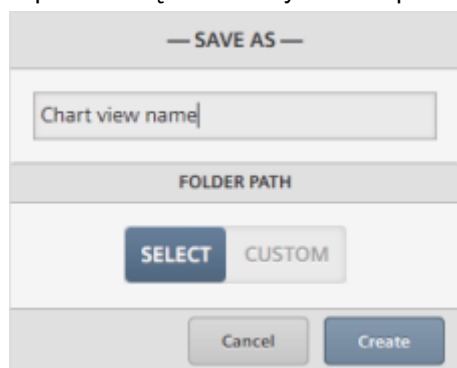 — SAVE AS —
Chart view name
FOLDER PATH
SELECT CUSTOM
Cancel Create